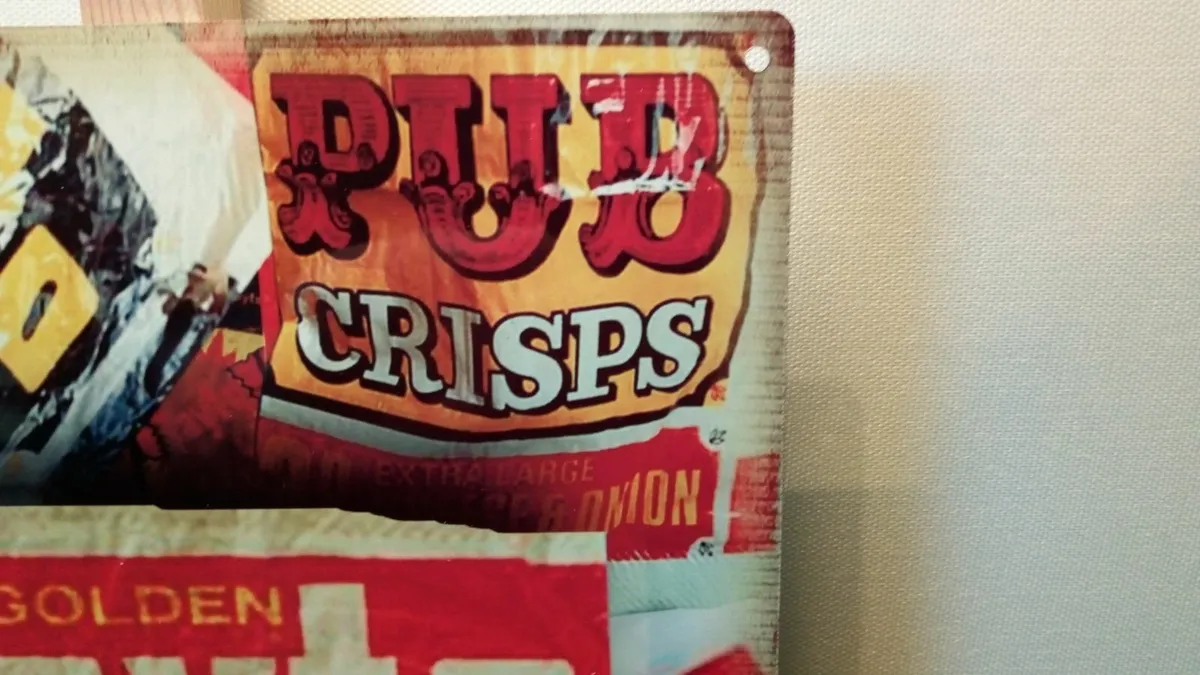 PUB
CRISPS
EXTRA LARGE
& ONION
GOLDEN